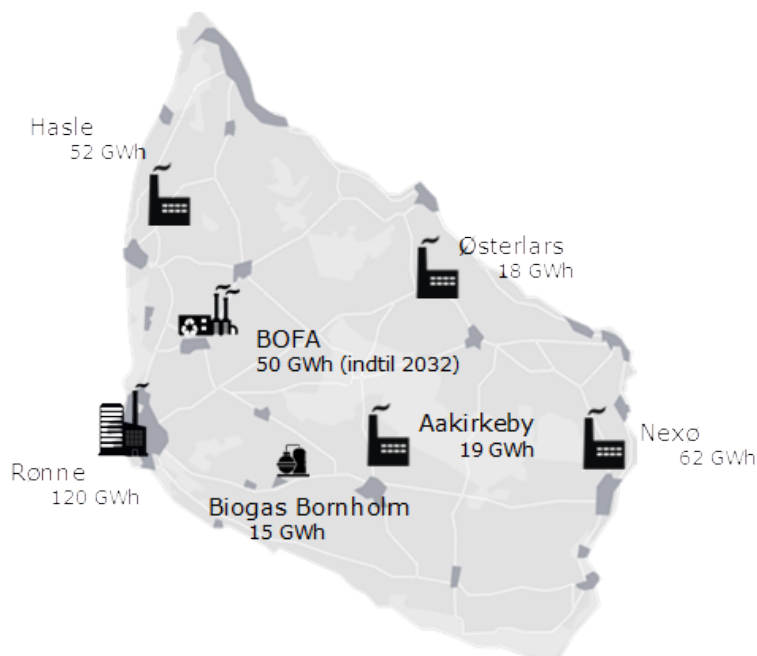 Hasle
52 GWh
Østerlars
18 GWh
BOFA
50 GWh (indtil 2032)
Aakirkeby
19 GWh
Nexø
62 GWh
Rønne
120 GWh
Biogas Bornholm
15 GWh